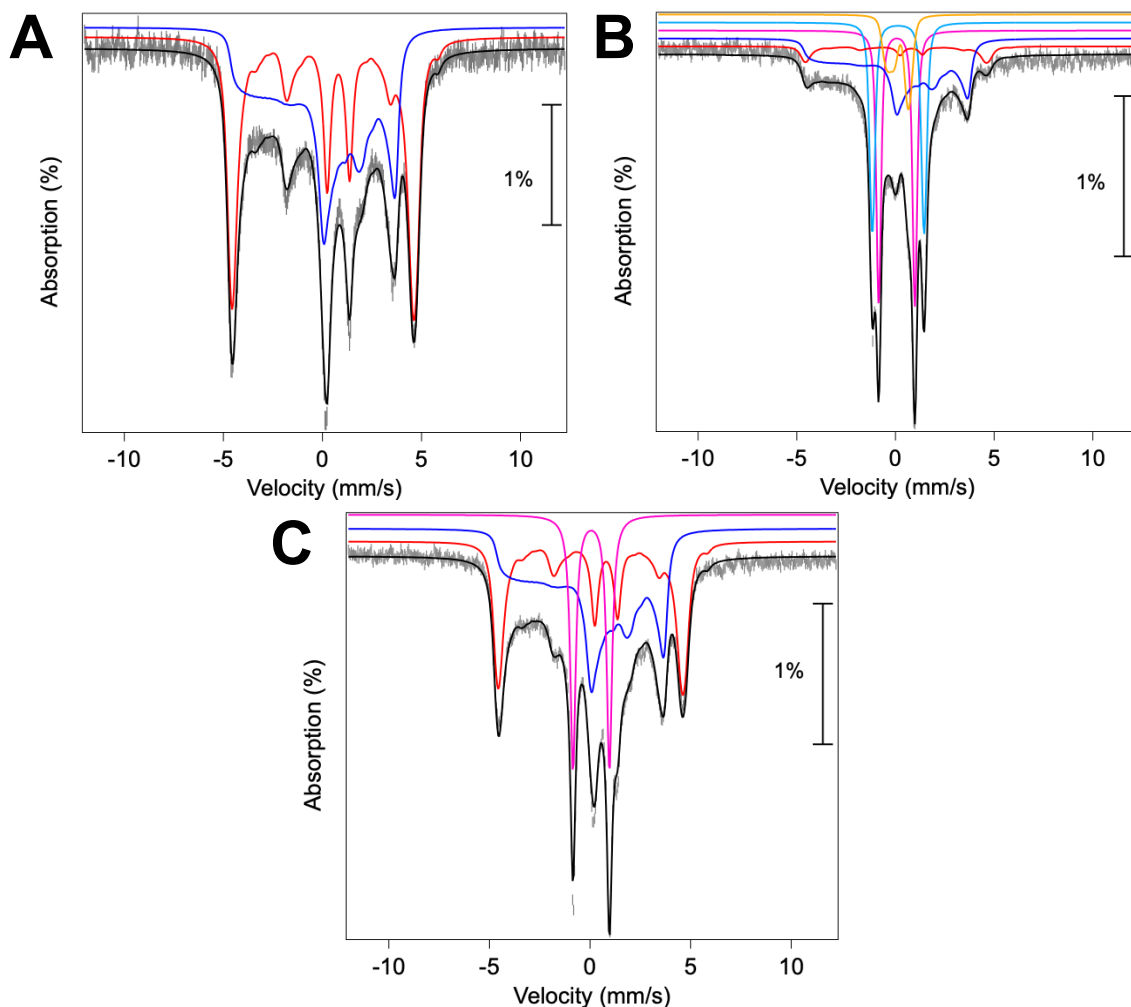 A
Absorption (%)
1%
-10 -5 0 5 10
Velocity (mm/s)
B
Absorption (%)
1%
-10 -5 0 5 10
Velocity (mm/s)
C
Absorption (%)
1%
-10 -5 0 5 10
Velocity (mm/s)